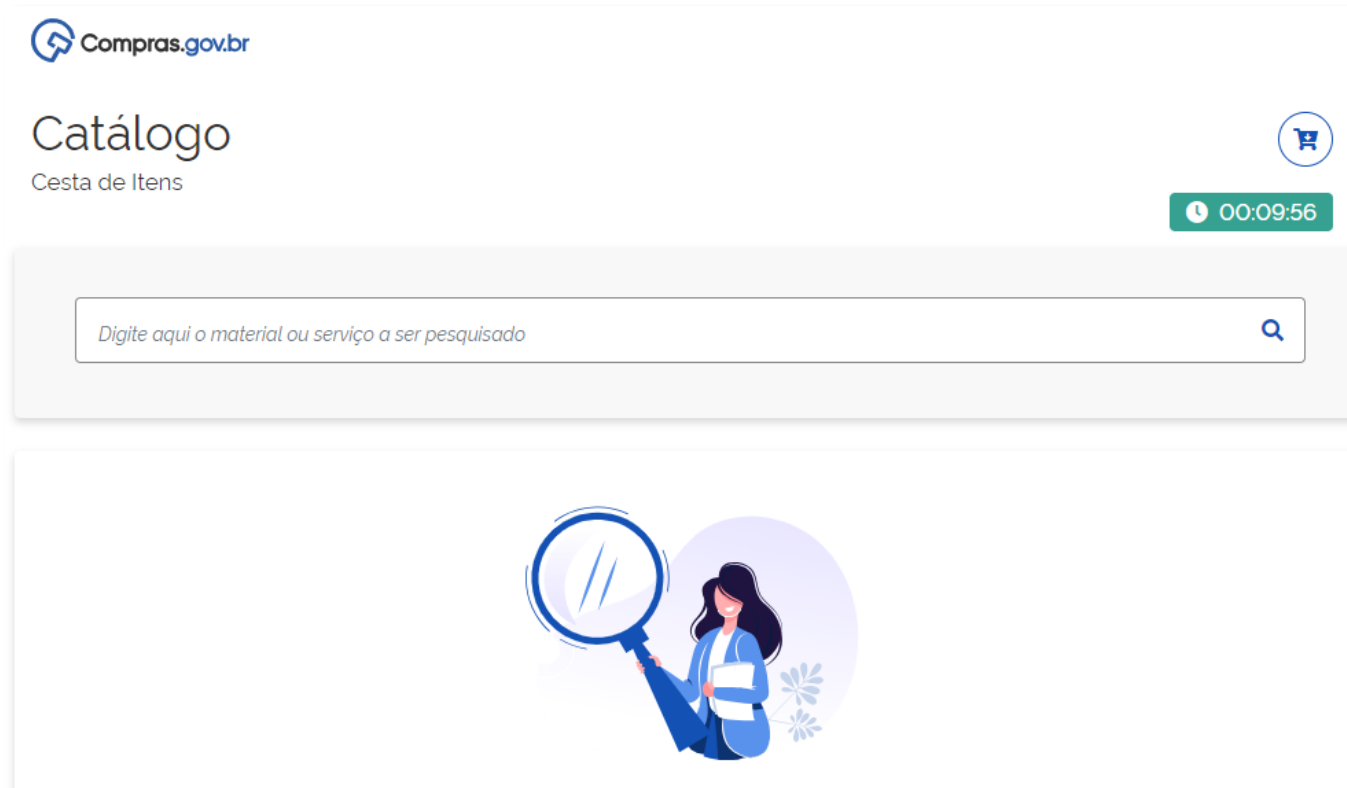 Compras.gov.br
Catálogo
Cesta de Itens
00:09:56
Digite aqui o material ou serviço a ser pesquisado